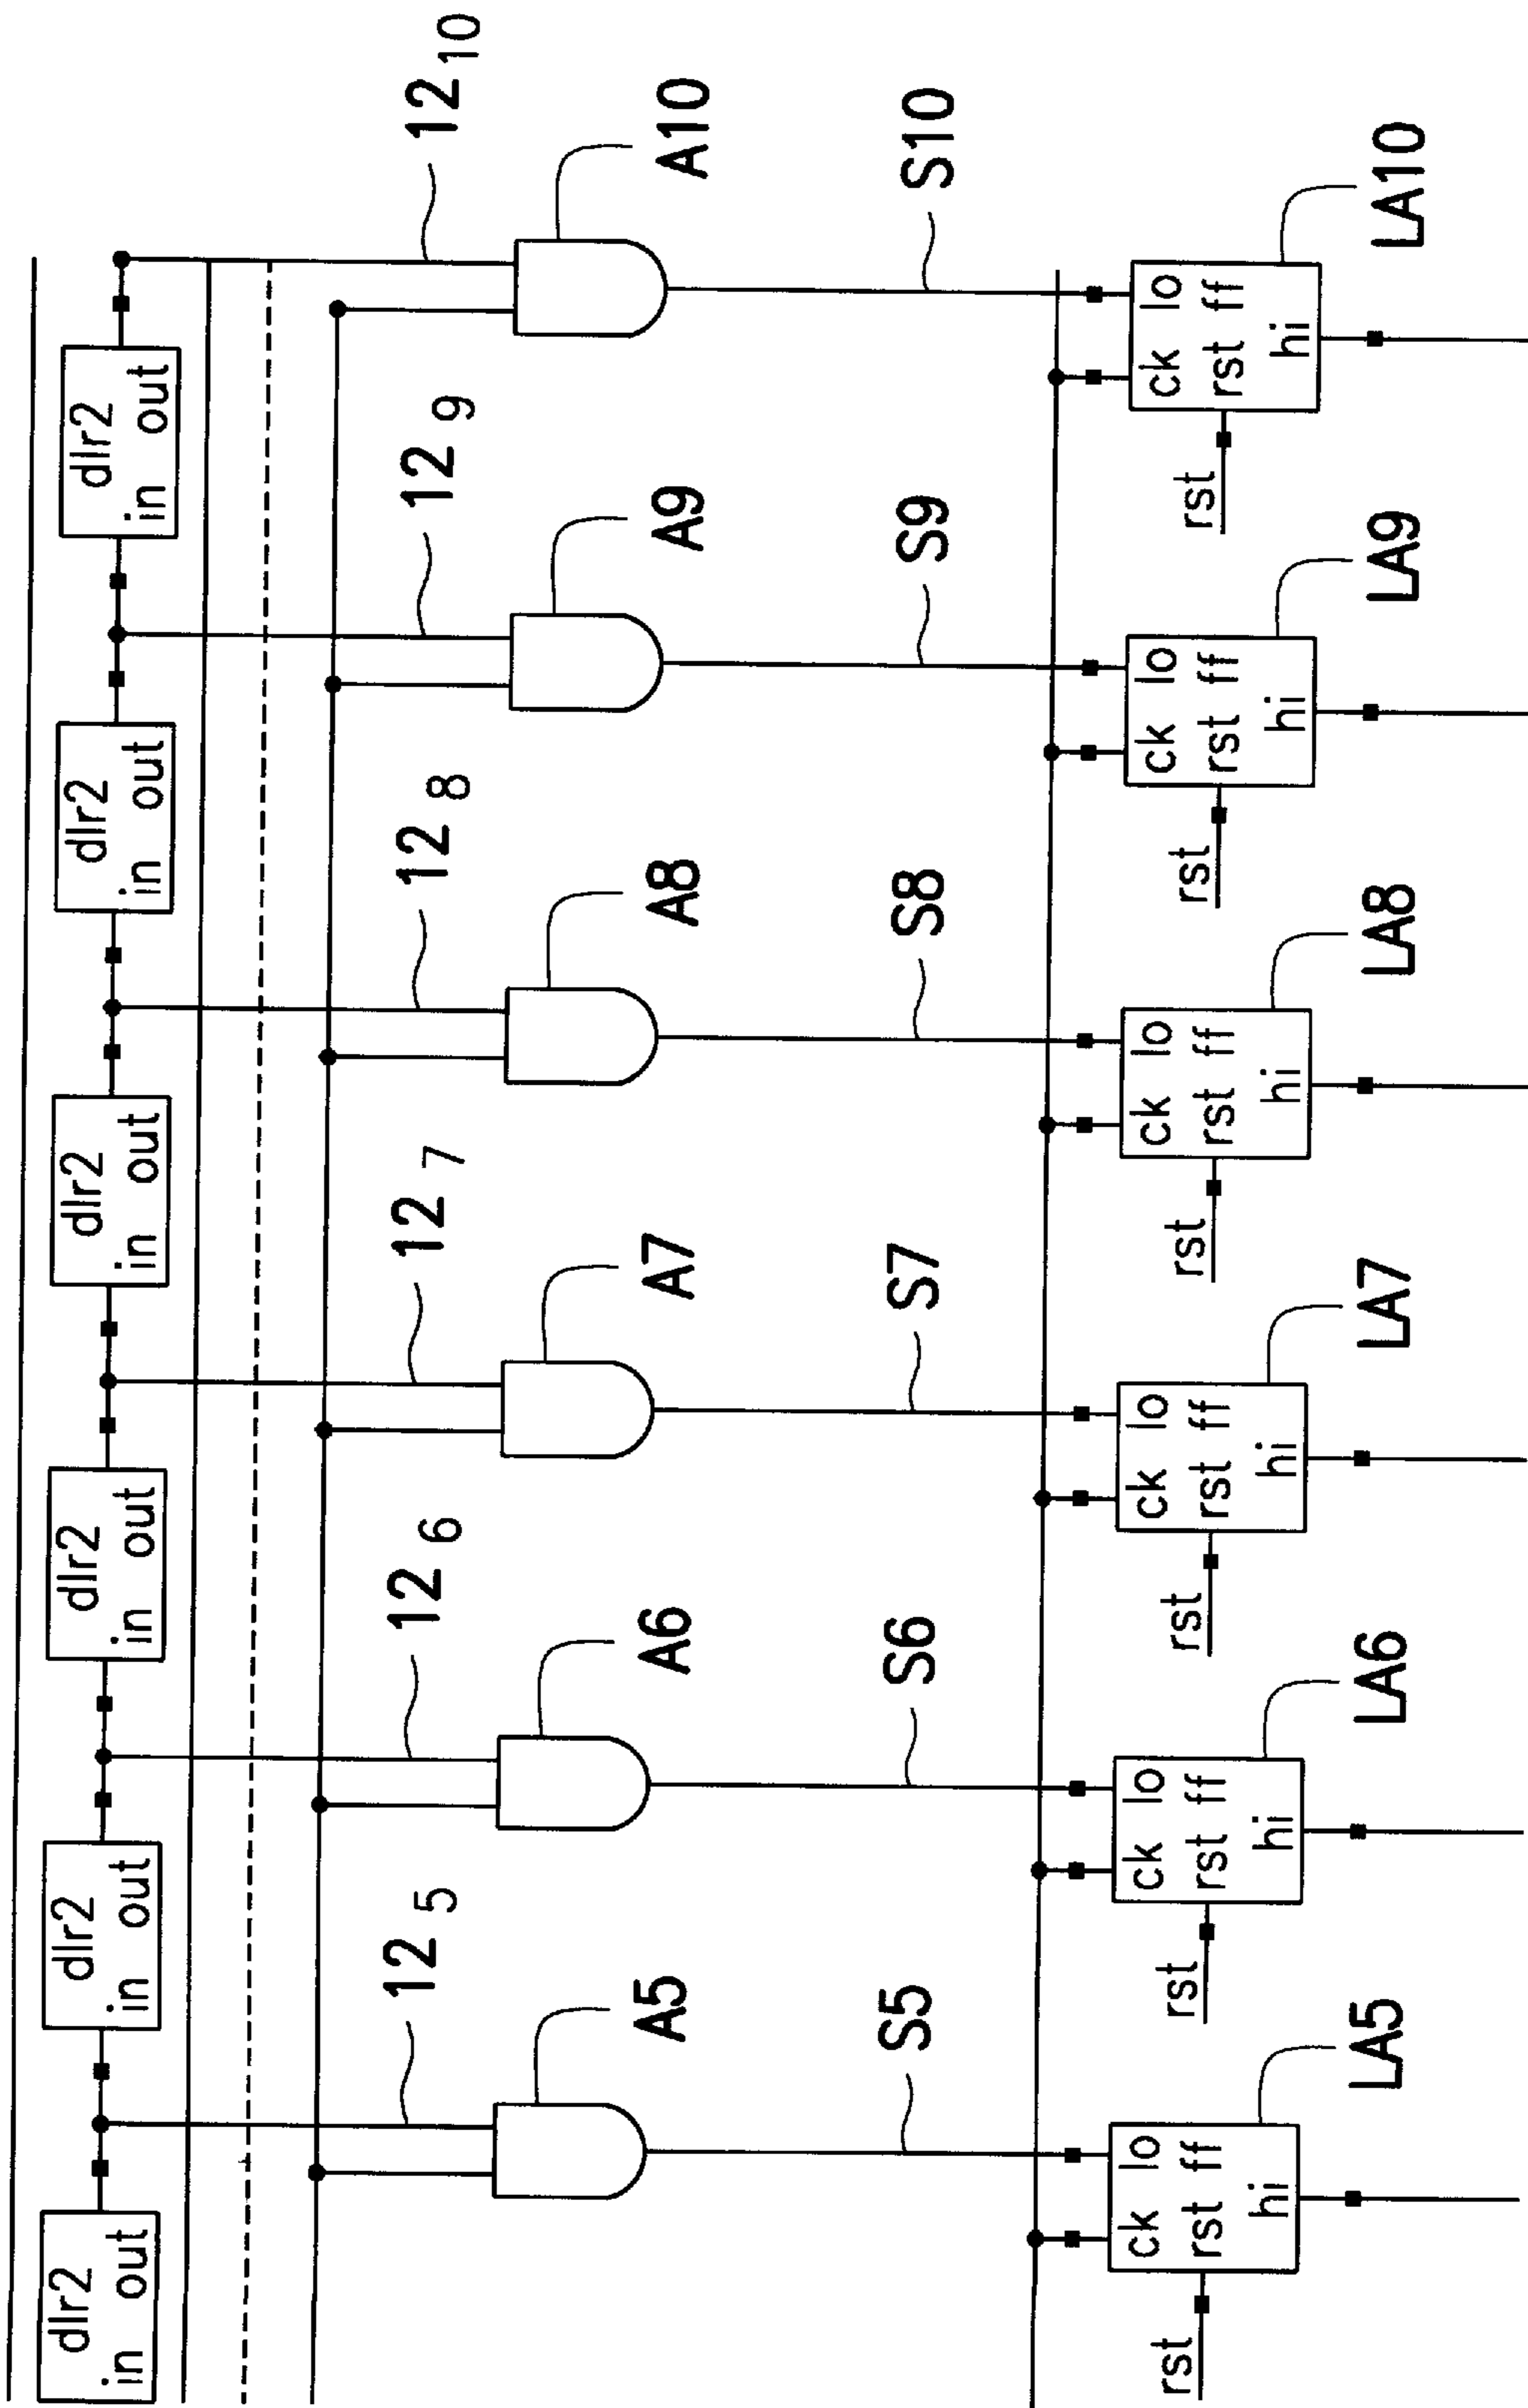 dlr2
in out
dlr2
in out
dlr2
in out
dlr2
in out
dlr2
in out
dlr2
in out
12 5
12 6
12 7
12 8
12 9
12 10
A5
A6
A7
A8
A9
A10
S5
S6
S7
S8
S9
S10
rst
ck lo
rst ff
hi
LA5
rst
ck lo
rst ff
hi
LA6
rst
ck lo
rst ff
hi
LA7
rst
ck lo
rst ff
hi
LA8
rst
ck lo
rst ff
hi
LA9
rst
ck lo
rst ff
hi
LA10